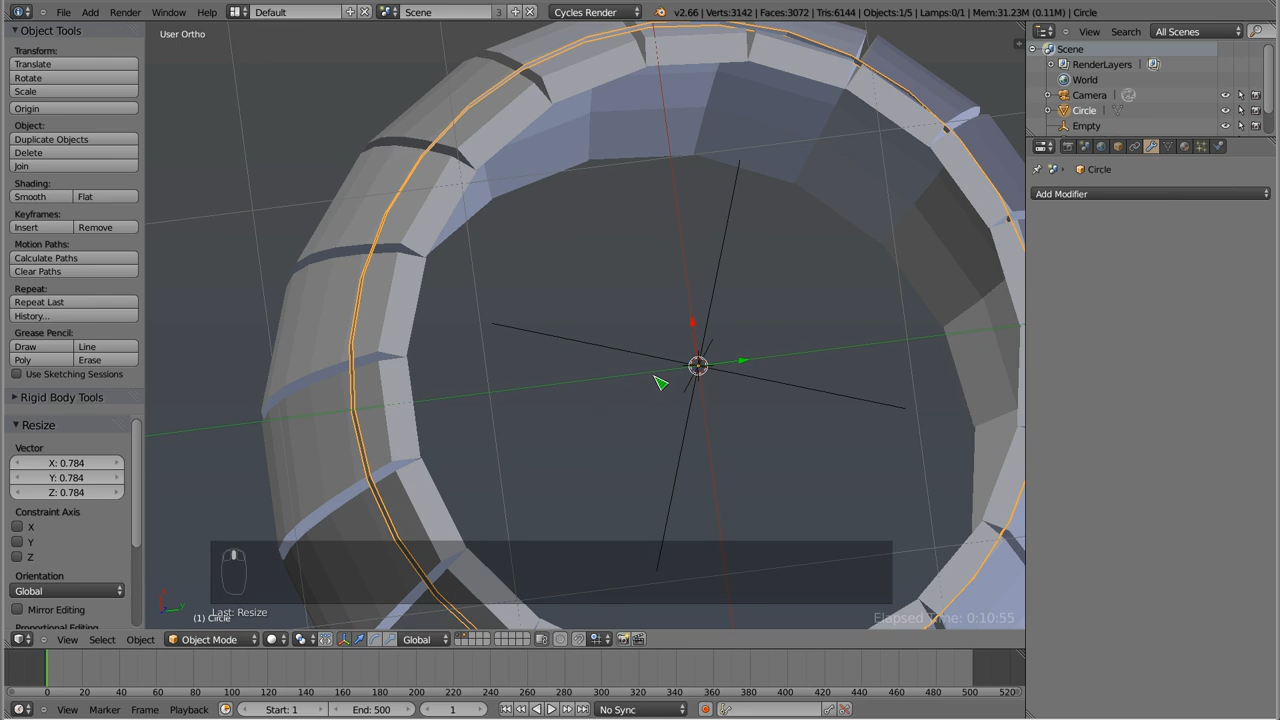 File Add Render Window Help Default Scene 3 Cycles Render v2.66 | Verts:3142 | Faces:3072 | Tris:6144 | Objects:1/5 | Lamps:0/1 | Mem:31.23M (0.11M) | Circle
View Search All Scenes
Object Tools
User Ortho
Transform:
Translate
Rotate
Scale
Origin
Object:
Duplicate Objects
Delete
Join
Shading:
Smooth Flat
Keyframes:
Insert Remove
Motion Paths:
Calculate Paths
Clear Paths
Repeat:
Repeat Last
History...
Grease Pencil:
Draw Line
Poly Erase
Use Sketching Sessions
Rigid Body Tools
Resize
Vector
X: 0.784
Y: 0.784
Z: 0.784
Constraint Axis
X
Y
Z
Orientation
Global
Mirror Editing
Scene
RenderLayers
World
Camera
Circle
Empty
Circle
Add Modifier
Last: Resize
(1) Circle
Elapsed Time: 0:10:55
View Select Object Object Mode Global
0 20 40 60 80 100 120 140 160 180 200 220 240 260 280 300 320 340 360 380 400 420 440 460 480 500 520
View Marker Frame Playback Start: 1 End: 500 1 No Sync